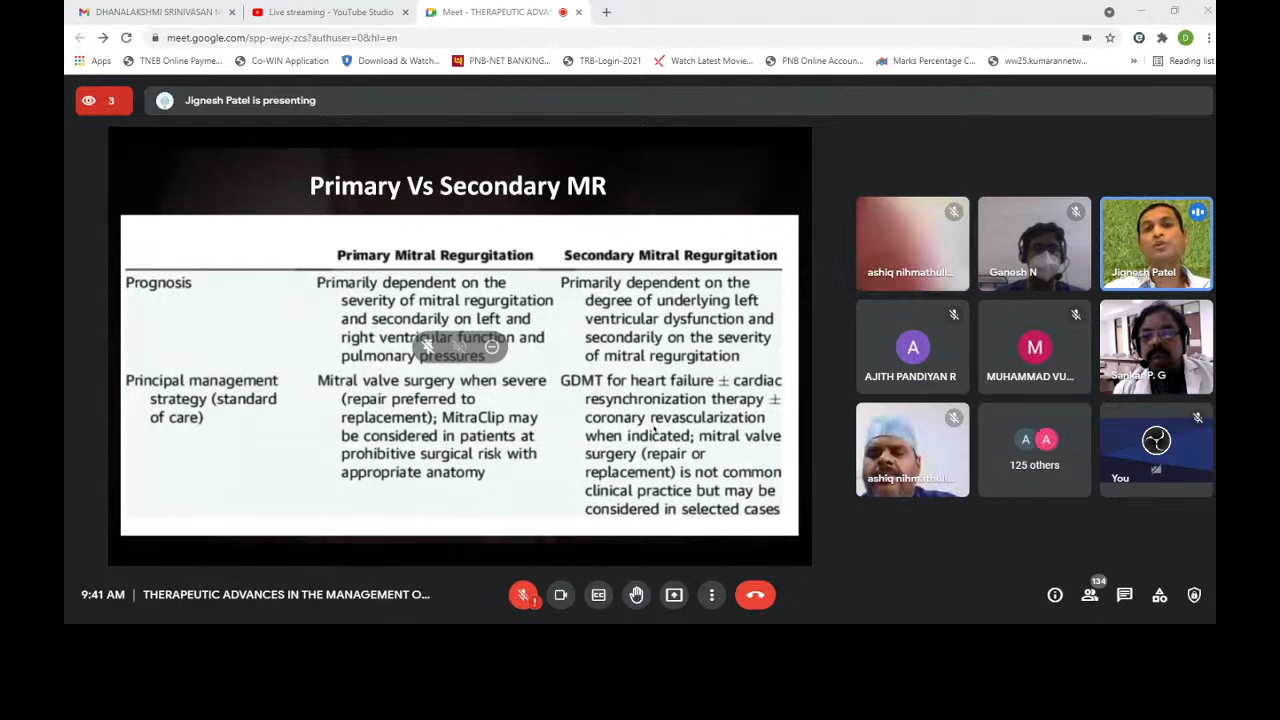 DHANALAKSHMI SRINIVASAN M
Live streaming - YouTube Studio
Meet - THERAPEUTIC ADVANC
meet.google.com/spp-wejx-zcs?authuser=0&hl=en
D
Apps
TNEB Online Payme...
Co-WIN Application
Download & Watch...
PNB-NET BANKING...
TRB-Login-2021
Watch Latest Movie...
PNB Online Accoun...
Marks Percentage C...
ww25.kumarannetw...
»
Reading list
3
Jignesh Patel is presenting
Primary Vs Secondary MR
Primary Mitral Regurgitation
Secondary Mitral Regurgitation
Prognosis
Primarily dependent on the
severity of mitral regurgitation
and secondarily on left and
right ventricular function and
pulmonary pressures
Primarily dependent on the
degree of underlying left
ventricular dysfunction and
secondarily on the severity
of mitral regurgitation
Principal management
strategy (standard
of care)
Mitral valve surgery when severe
(repair preferred to
replacement); MitraClip may
be considered in patients at
prohibitive surgical risk with
appropriate anatomy
GDMT for heart failure ± cardiac
resynchronization therapy ±
coronary revascularization
when indicated; mitral valve
surgery (repair or
replacement) is not common
clinical practice but may be
considered in selected cases
ashiq nihmathull...
Ganesh N
Jignesh Patel
A
AJITH PANDIYAN R
M
MUHAMMAD VU...
Sankar P. G
ashiq nihmathull...
A A
125 others
You
9:41 AM | THERAPEUTIC ADVANCES IN THE MANAGEMENT O...
134